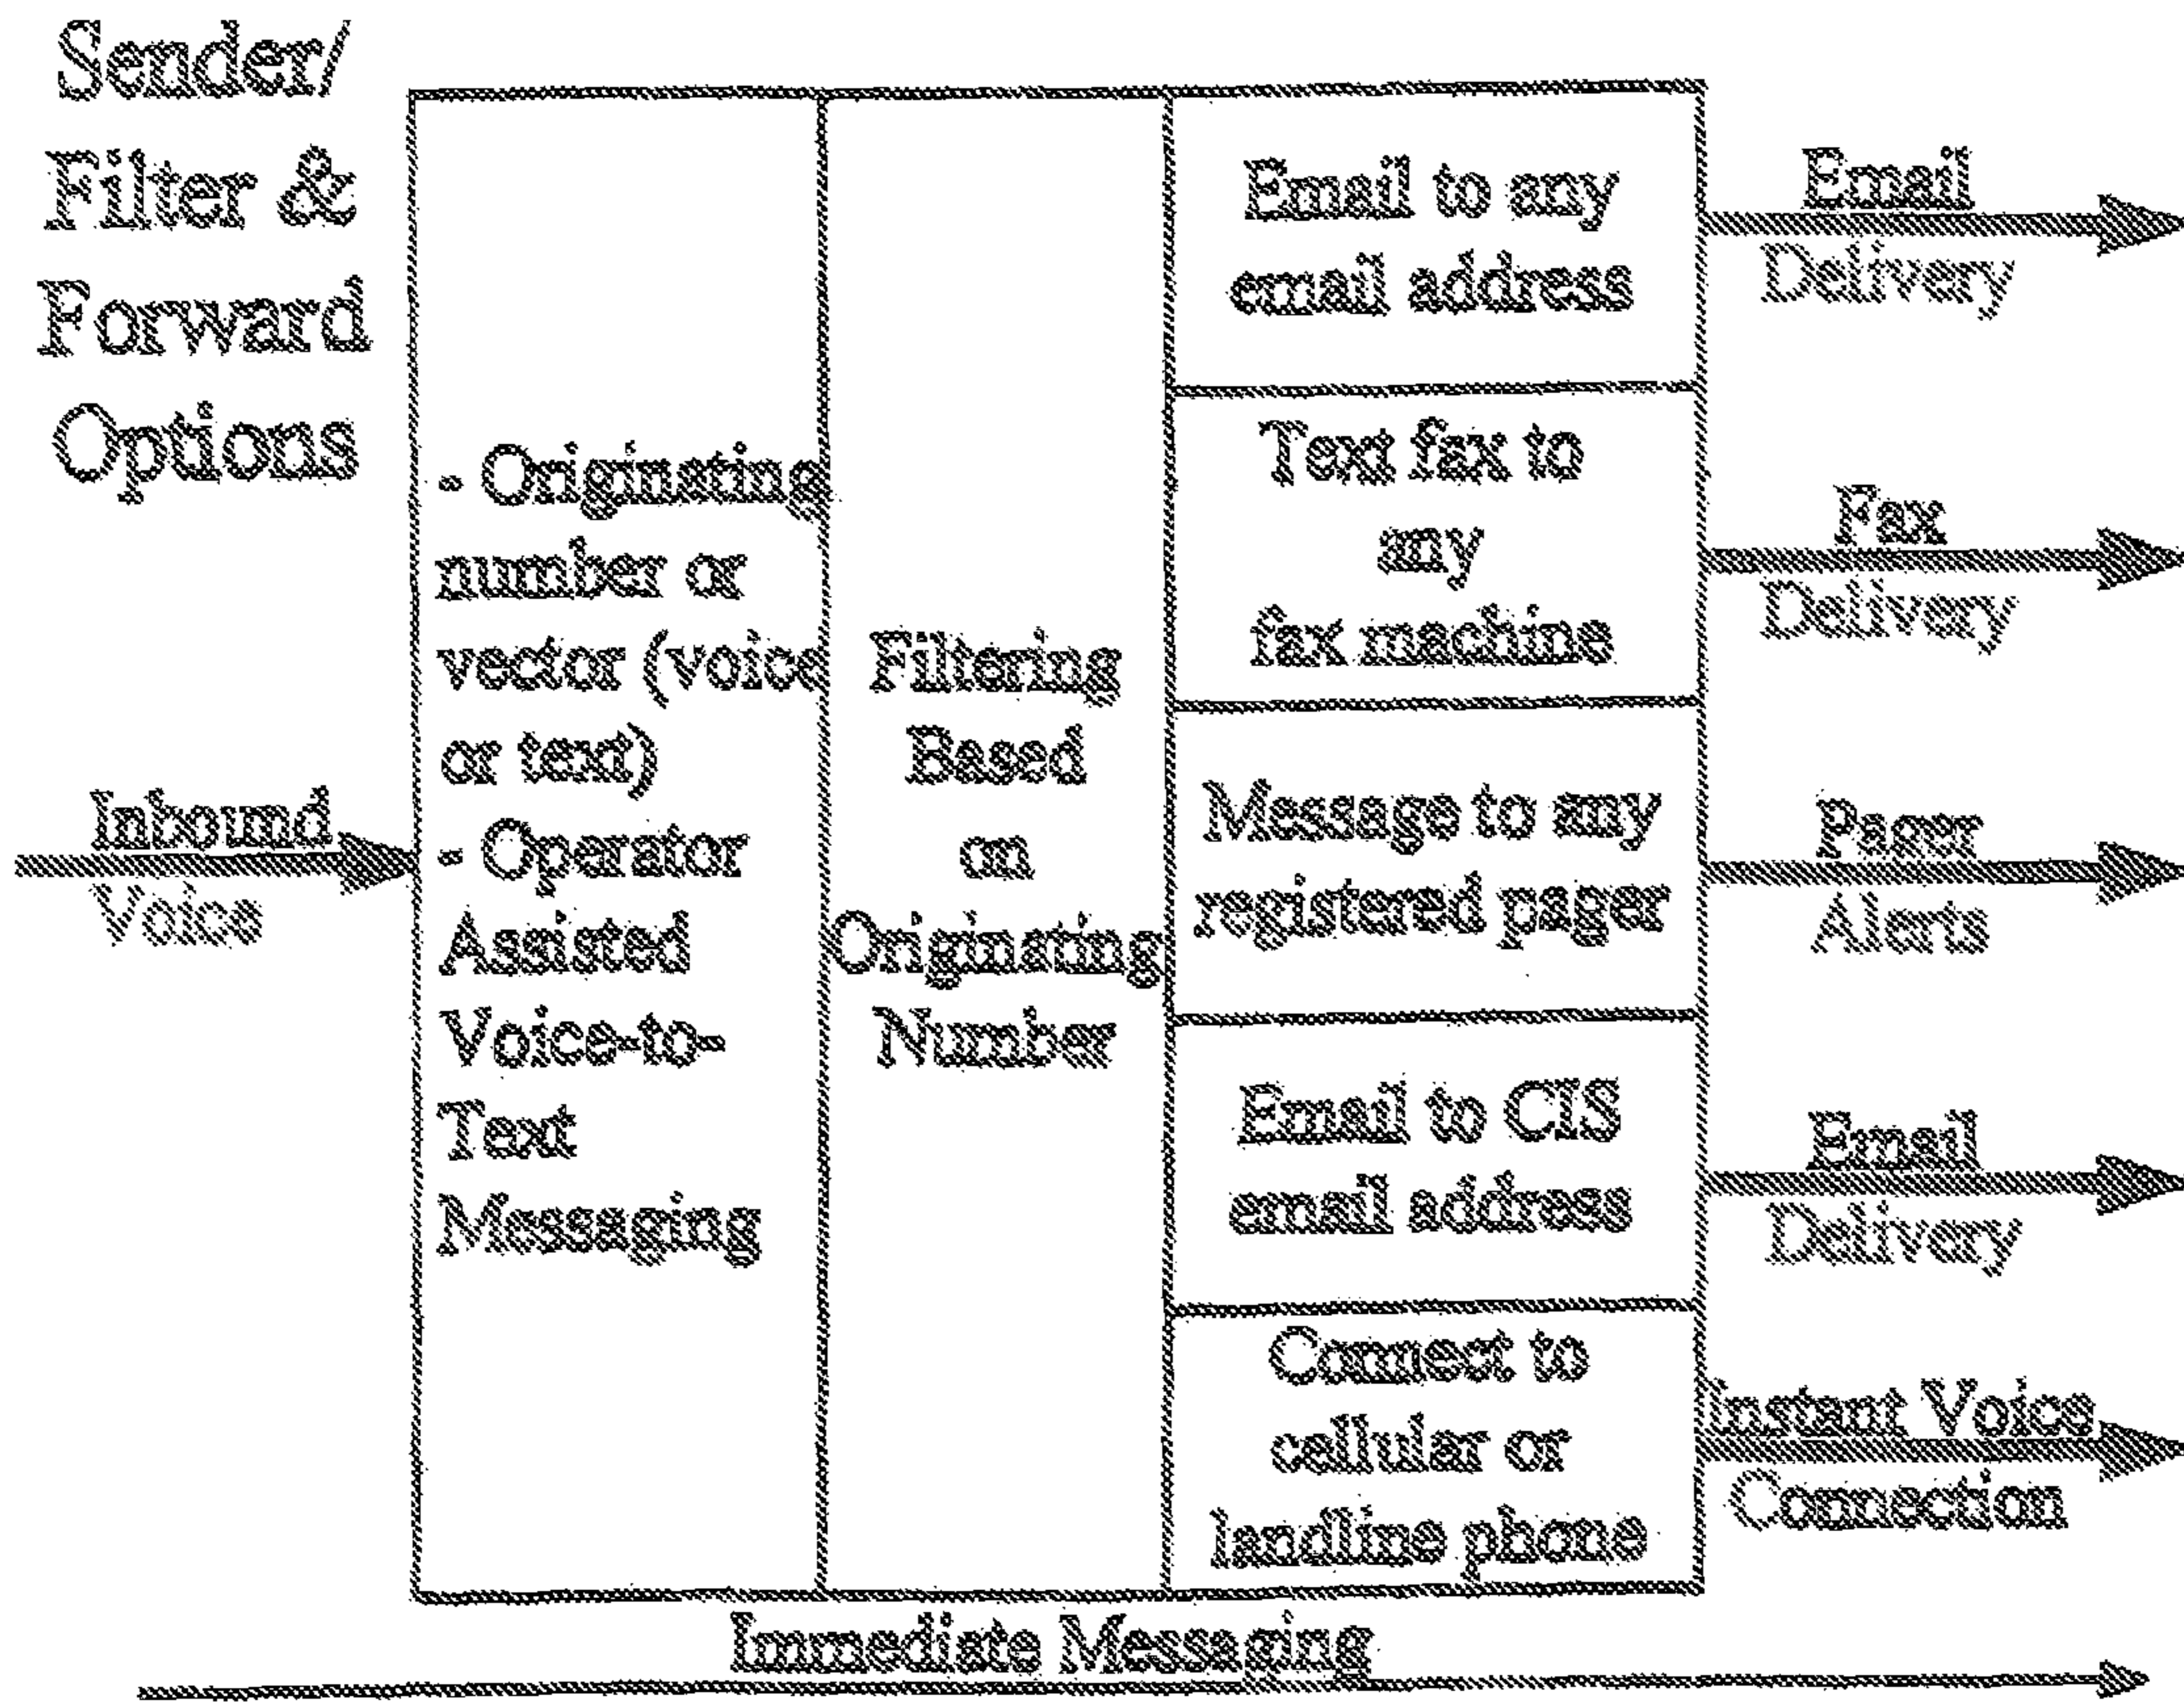 Sender/
Filter &
Forward
Options
Inbound
Voice
- Originating
number or
vector (voice
or text)
- Operator
Assisted
Voice-to-
Text
Messaging
Filtering
Based
on
Originating
Number
Email to any
email address
Text fax to
any
fax machine
Message to any
registered pager
Email to CIS
email address
Connect to
cellular or
landline phone
Email
Delivery
Fax
Delivery
Pager
Alerts
Email
Delivery
Instant Voice
Connection
Immediate Messaging